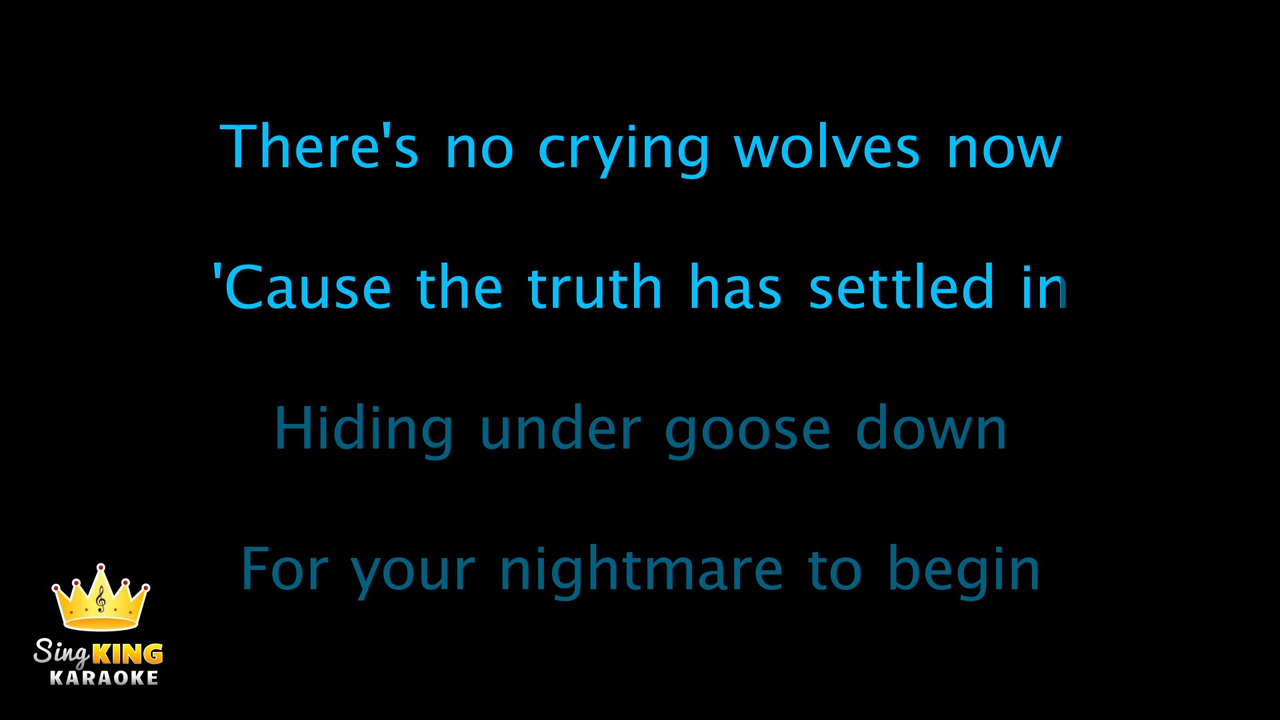 There's no crying wolves now
'Cause the truth has settled in
Hiding under goose down
For your nightmare to begin
Sing KING
KARAOKE